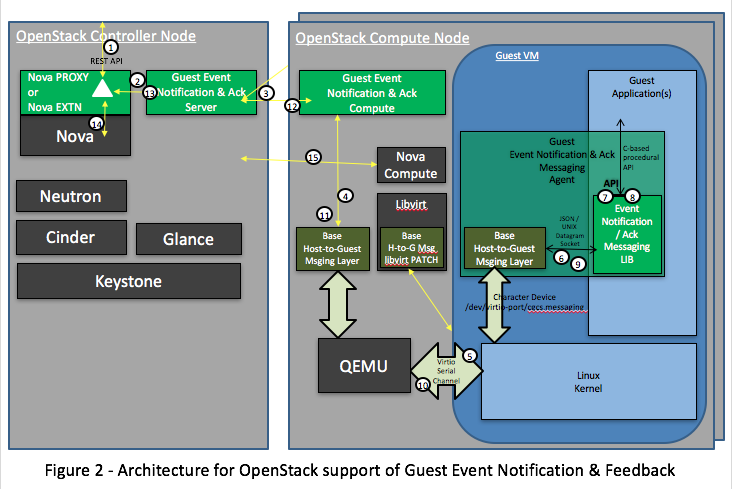 OpenStack Controller Node
1
REST API
Nova PROXY
or
Nova EXTN
2
13
14
Nova
Guest Event
Notification & Ack
Server
3
12
15
Neutron
Cinder
Glance
Keystone
OpenStack Compute Node
Guest Event
Notification & Ack
Compute
4
11
Nova
Compute
Libvirt
Base
Host-to-Guest
Msging Layer
Base
H-to-G Msg
libvirt PATCH
QEMU
Virtio
Serial
Channel
5
10
Guest VM
Guest
Application(s)
C-based
procedural
API
Guest
Event Notification & Ack
Messaging
Agent
API
7
8
Event
Notification
/ Ack
Messaging
LIB
JSON /
UNIX
Datagram
Socket
6
9
Base
Host-to-Guest
Msging Layer
Character Device
/dev/virtio-port/cgcs.messaging
Linux
Kernel
Figure 2 - Architecture for OpenStack support of Guest Event Notification & Feedback